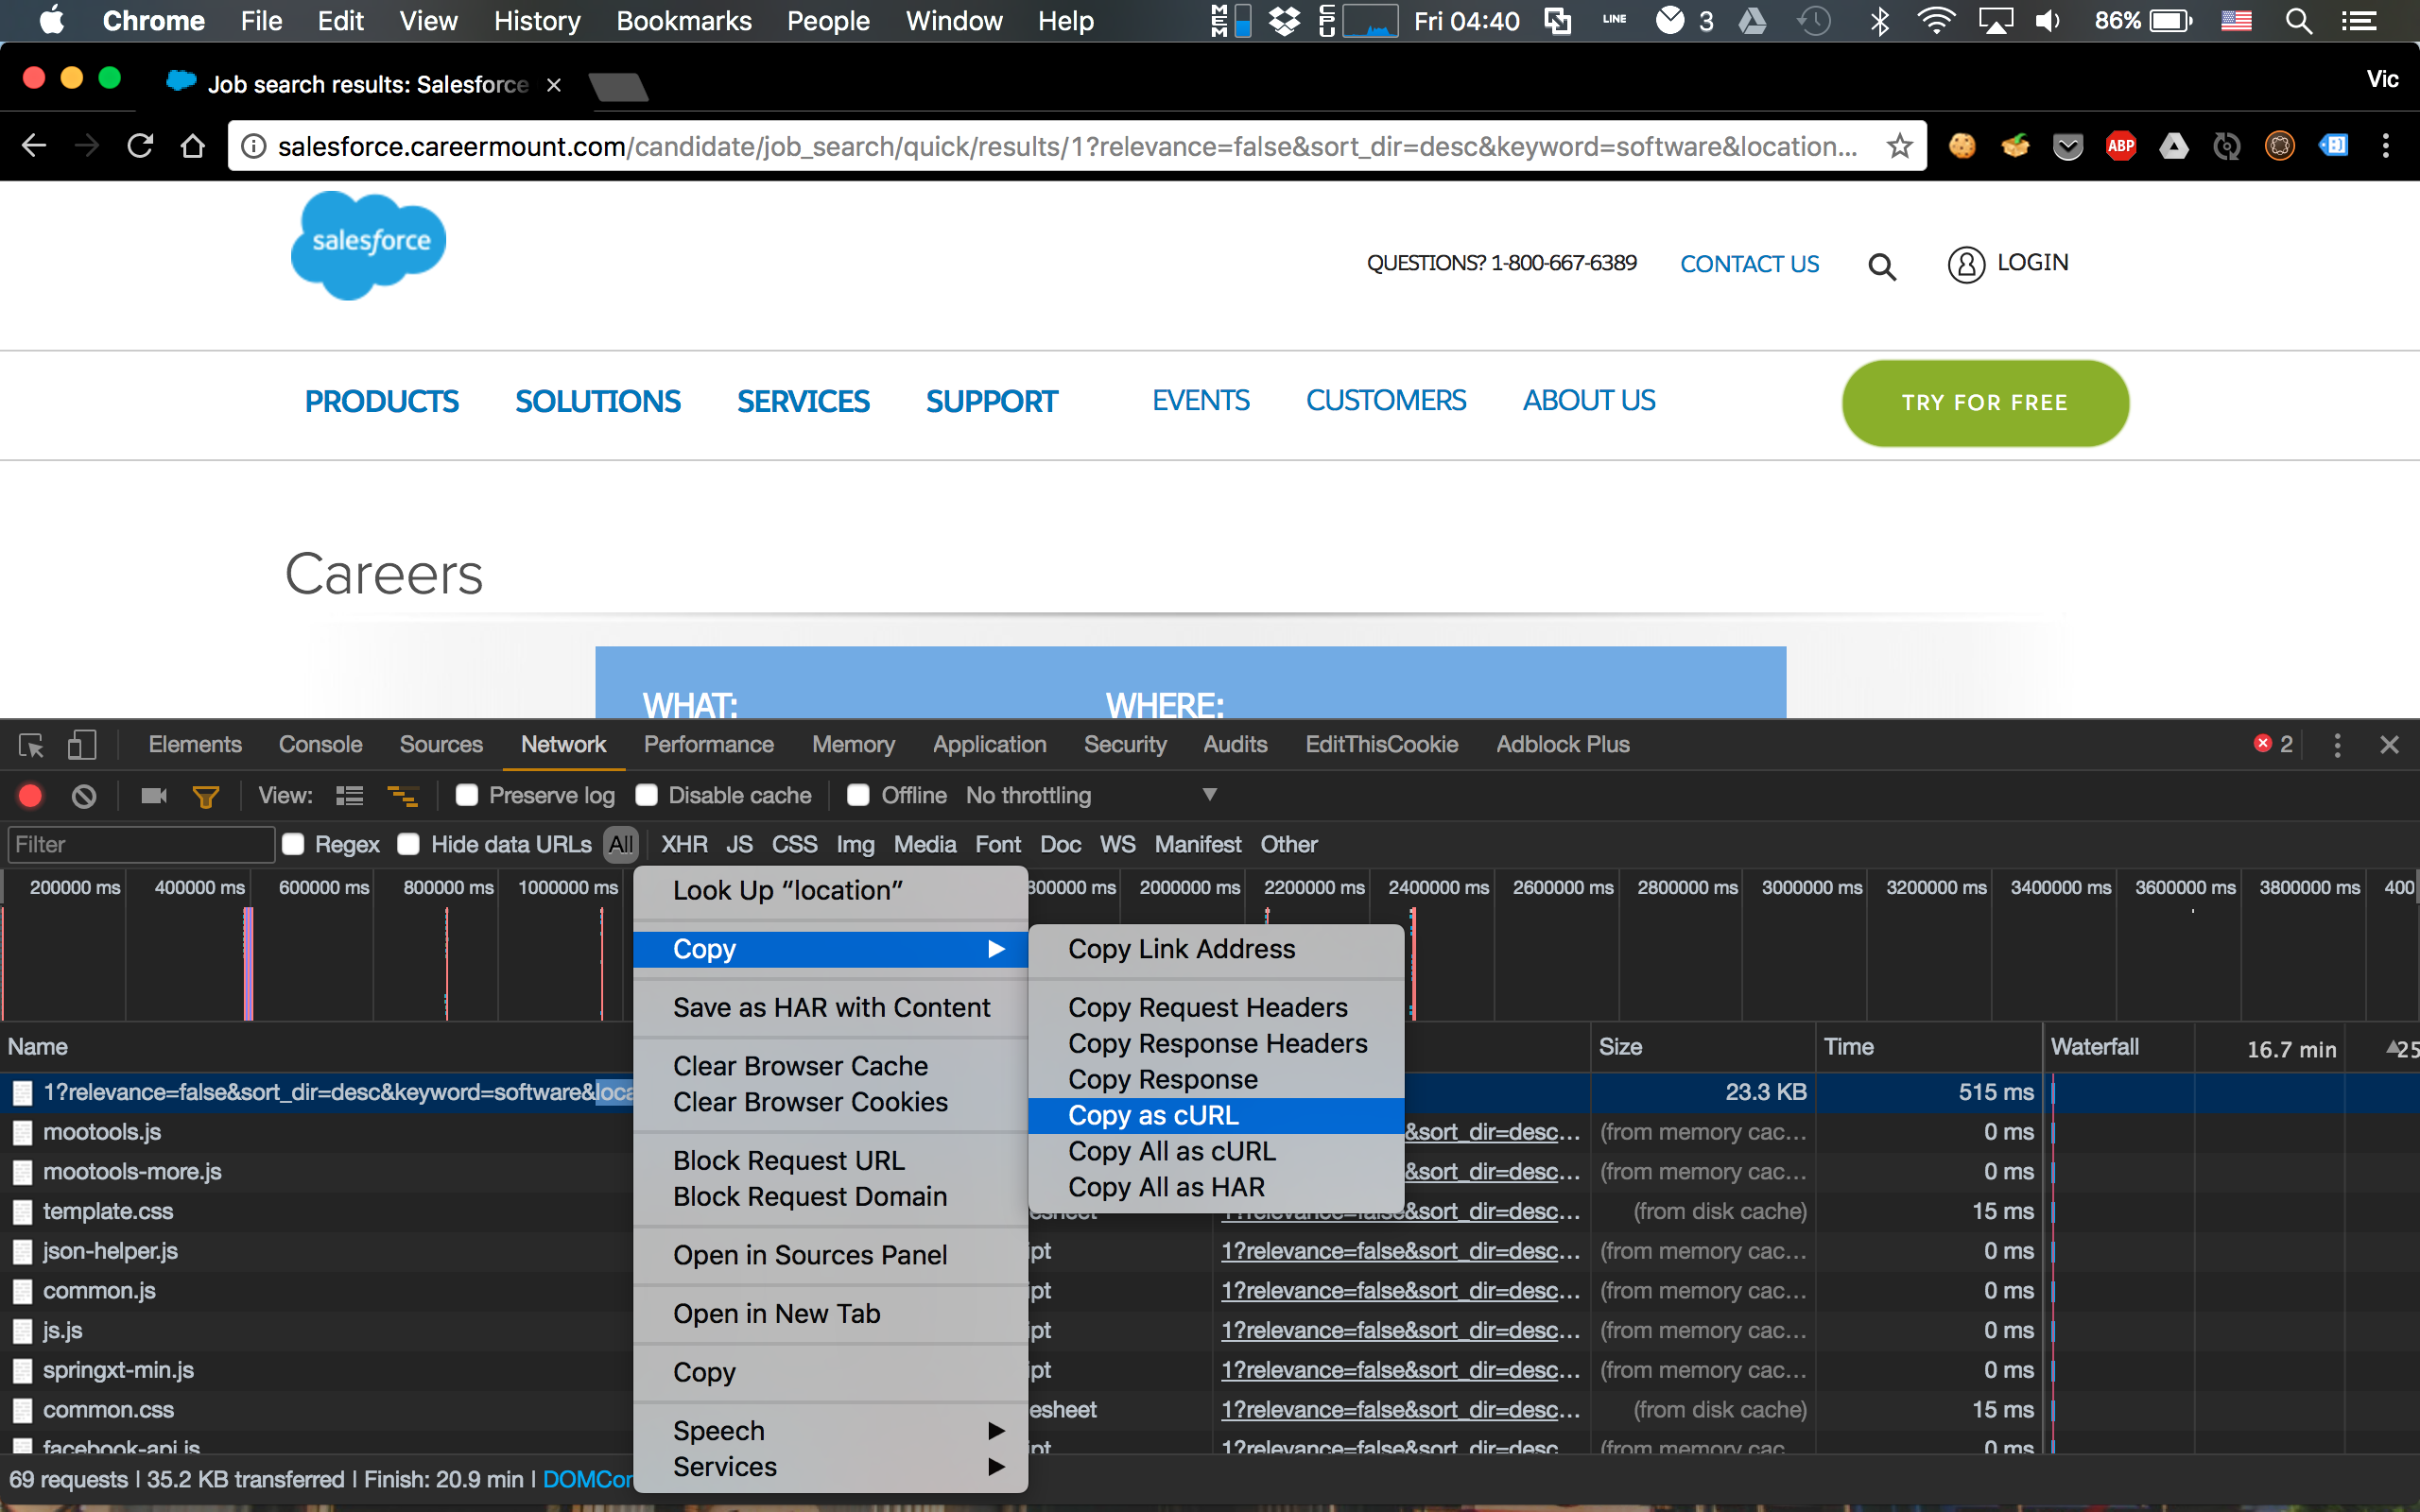 Chrome File Edit View History Bookmarks People Window Help MEM CPU Fri 04:40 LINE 3 86%
Job search results: Salesforce Vic
salesforce.careermount.com/candidate/job_search/quick/results/1?relevance=false&sort_dir=desc&keyword=software&location... ABP
salesforce
QUESTIONS? 1-800-667-6389 CONTACT US LOGIN
PRODUCTS SOLUTIONS SERVICES SUPPORT EVENTS CUSTOMERS ABOUT US TRY FOR FREE
Careers
WHAT: WHERE:
Elements Console Sources Network Performance Memory Application Security Audits EditThisCookie Adblock Plus 2
View: Preserve log Disable cache Offline No throttling
Filter Regex Hide data URLs All XHR JS CSS Img Media Font Doc WS Manifest Other
200000 ms 400000 ms 600000 ms 800000 ms 1000000 ms 800000 ms 2000000 ms 2200000 ms 2400000 ms 2600000 ms 2800000 ms 3000000 ms 3200000 ms 3400000 ms 3600000 ms 3800000 ms 400
Look Up “location”
Copy
Save as HAR with Content
Clear Browser Cache
Clear Browser Cookies
Block Request URL
Block Request Domain
Open in Sources Panel
Open in New Tab
Copy
Speech
Services
Copy Link Address
Copy Request Headers
Copy Response Headers
Copy Response
Copy as cURL
Copy All as cURL
Copy All as HAR
Name Size Time Waterfall 16.7 min 25
1?relevance=false&sort_dir=desc&keyword=software&loca 23.3 KB 515 ms
mootools.js &sort_dir=desc... (from memory cac... 0 ms
mootools-more.js &sort_dir=desc... (from memory cac... 0 ms
template.css 1?relevance=false&sort_dir=desc... (from disk cache) 15 ms
json-helper.js ipt 1?relevance=false&sort_dir=desc... (from memory cac... 0 ms
common.js ipt 1?relevance=false&sort_dir=desc... (from memory cac... 0 ms
js.js ipt 1?relevance=false&sort_dir=desc... (from memory cac... 0 ms
springxt-min.js ipt 1?relevance=false&sort_dir=desc... (from memory cac... 0 ms
common.css esheet 1?relevance=false&sort_dir=desc... (from disk cache) 15 ms
facebook-api.js ipt 1?relevance=false&sort_dir=desc (from memory cac 0 ms
69 requests | 35.2 KB transferred | Finish: 20.9 min | DOMCon